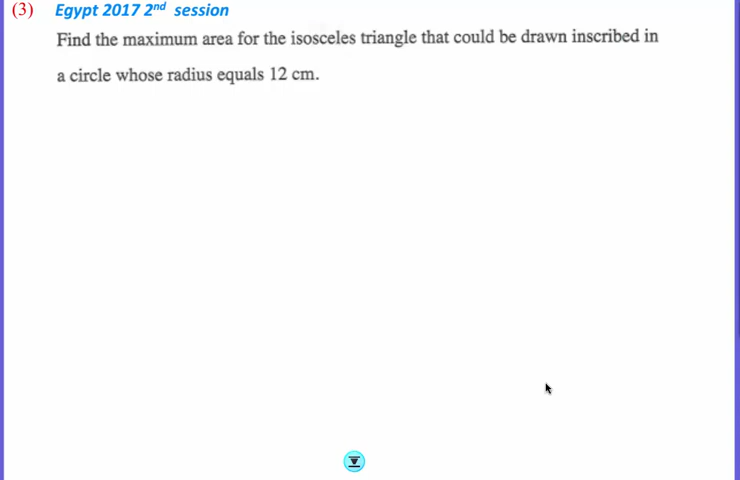 (3) Egypt 2017 2nd session
Find the maximum area for the isosceles triangle that could be drawn inscribed in
a circle whose radius equals 12 cm.